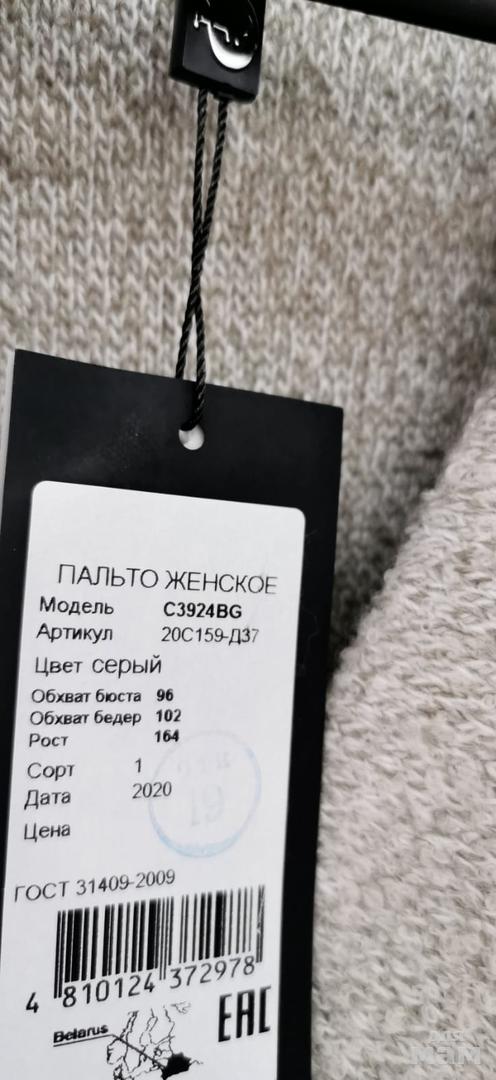 ПАЛЬТО ЖЕНСКОЕ
Модель C3924BG
Артикул 20С159-Д37
Цвет серый
Обхват бюста 96
Обхват бедер 102
Рост 164
Сорт 1
Дата 2020
Цена
ГОСТ 31409-2009
4 810124 372978
Belarus
EAC